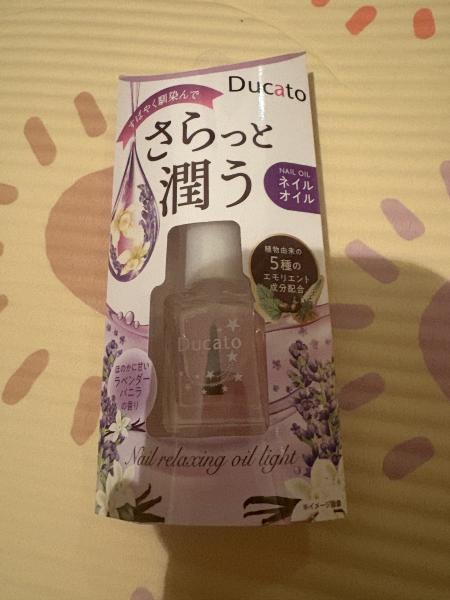 Ducato
すばやく馴染んで
さらっと
潤う
NAIL OIL
ネイル
オイル
植物由来の
5種の
エモリエント
成分配合
Ducato
ほのかに甘い
ラベンダー
バニラ
の香り
Nail relaxing oil light
※イメージ画像